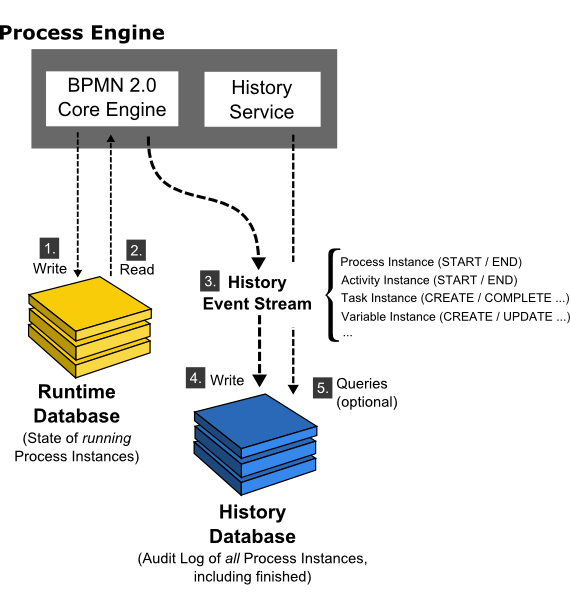 Process Engine
BPMN 2.0
Core Engine
History
Service
1.
Write
2.
Read
3.
History
Event Stream
Process Instance (START / END)
Activity Instance (START / END)
Task Instance (CREATE / COMPLETE ...)
Variable Instance (CREATE / UPDATE ...)
...
Runtime
Database
(State of running
Process Instances)
4.
Write
5.
Queries
(optional)
History
Database
(Audit Log of all Process Instances,
including finished)